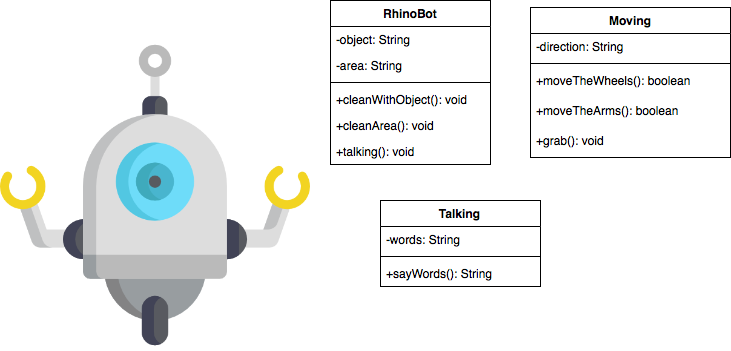 RhinoBot
-object: String
-area: String
+cleanWithObject(): void
+cleanArea(): void
+talking(): void
Moving
-direction: String
+moveTheWheels(): boolean
+moveTheArms(): boolean
+grab(): void
Talking
-words: String
+sayWords(): String